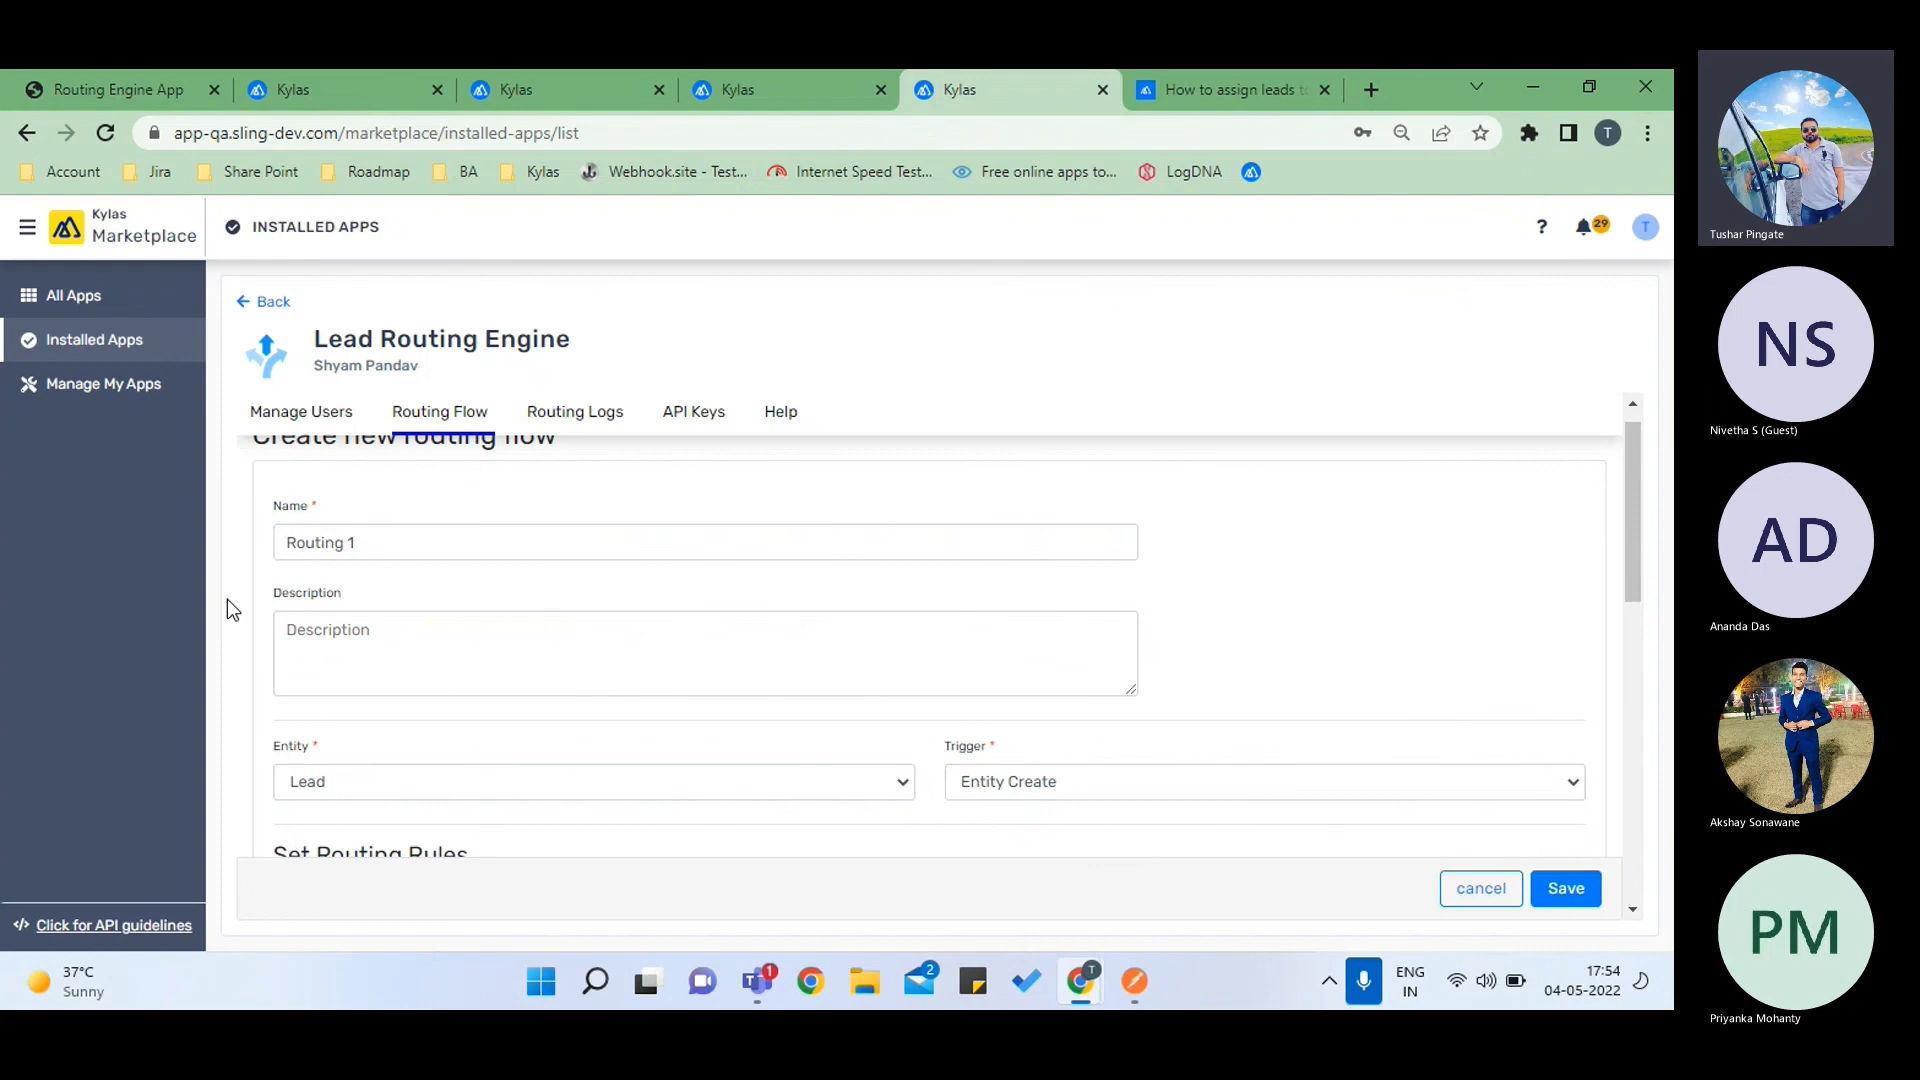 Routing Engine App
Kylas
Kylas
Kylas
Kylas
How to assign leads to
app-qa.sling-dev.com/marketplace/installed-apps/list
T
Account
Jira
Share Point
Roadmap
BA
Kylas
Webhook.site - Test...
Internet Speed Test...
Free online apps to...
LogDNA
Kylas
Marketplace
INSTALLED APPS
?
29
T
All Apps
Installed Apps
Manage My Apps
Click for API guidelines
Back
Lead Routing Engine
Shyam Pandav
Manage Users
Routing Flow
Routing Logs
API Keys
Help
Create new routing flow
Name *
Routing 1
Description
Description
Entity *
Lead
Trigger *
Entity Create
Set Routing Rules
cancel
Save
37°C
Sunny
1
2
T
ENG
IN
17:54
04-05-2022
Tushar Pingate
NS
Nivetha S (Guest)
AD
Ananda Das
Akshay Sonawane
PM
Priyanka Mohanty